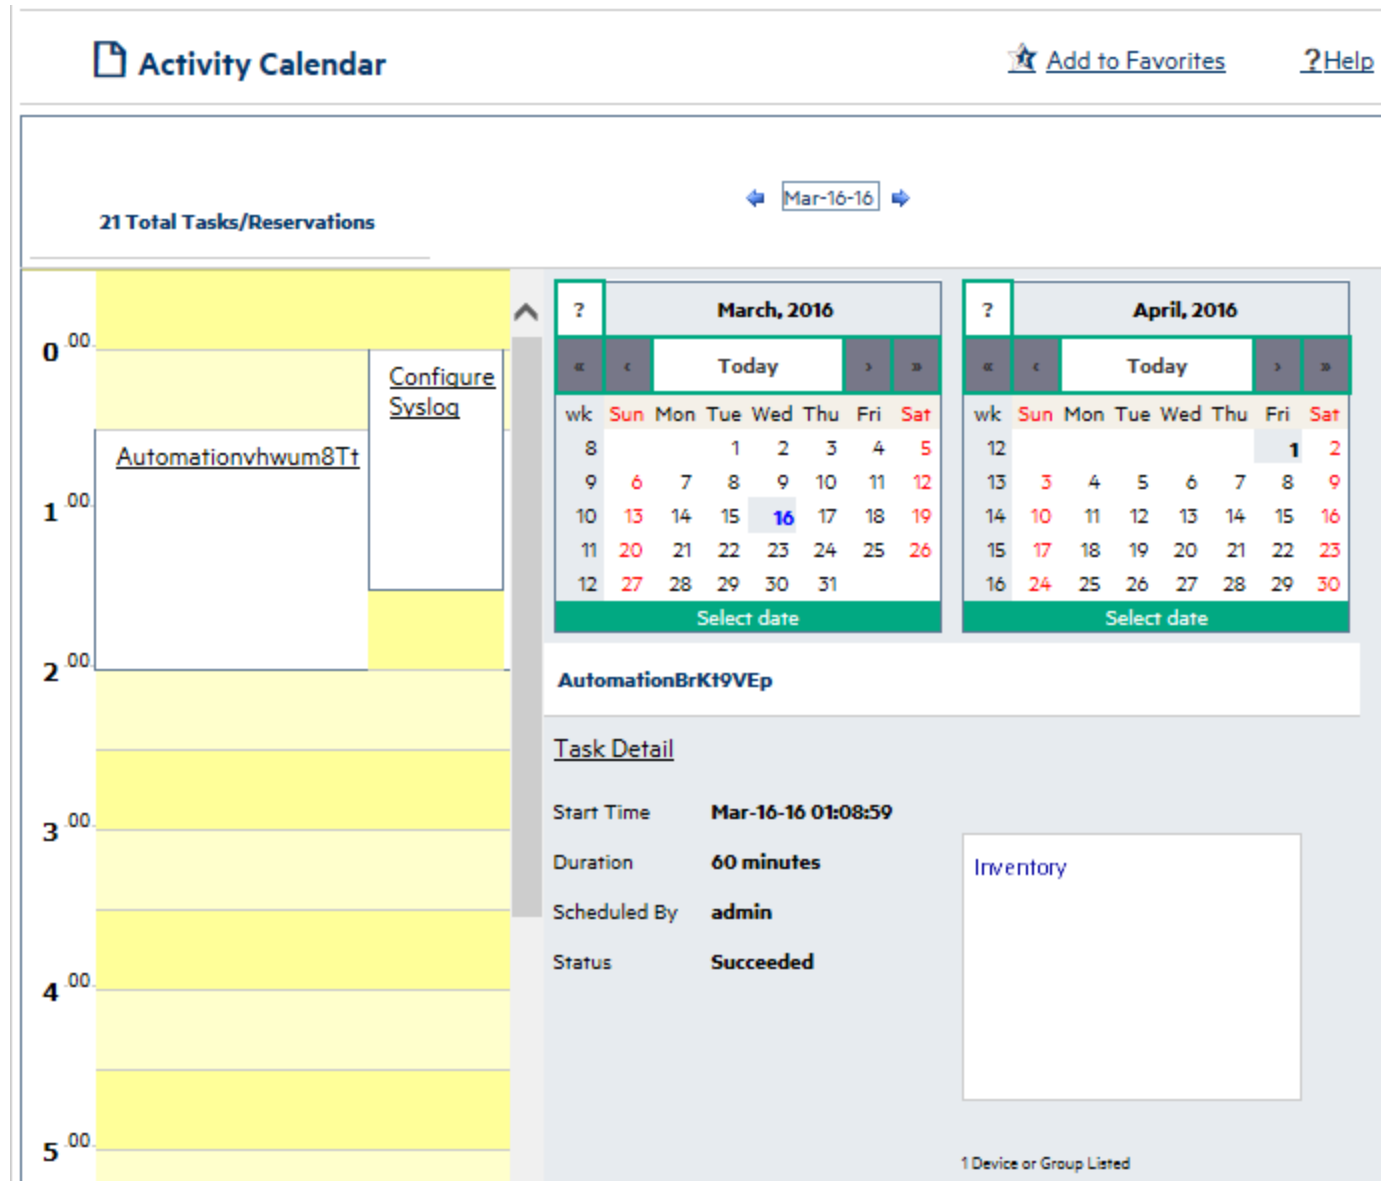 Activity Calendar
Add to Favorites
?Help
Mar-16-16
21 Total Tasks/Reservations
0 00
Configure
Syslog
Automationvhwum8Tt
1 00
2 00
3 00
4 00
5 00
? March, 2016
« ‹ Today › »
wk Sun Mon Tue Wed Thu Fri Sat
8 1 2 3 4 5
9 6 7 8 9 10 11 12
10 13 14 15 16 17 18 19
11 20 21 22 23 24 25 26
12 27 28 29 30 31
Select date
? April, 2016
« ‹ Today › »
wk Sun Mon Tue Wed Thu Fri Sat
12 1 2
13 3 4 5 6 7 8 9
14 10 11 12 13 14 15 16
15 17 18 19 20 21 22 23
16 24 25 26 27 28 29 30
Select date
AutomationBrKt9VEp
Task Detail
Start Time Mar-16-16 01:08:59
Duration 60 minutes
Scheduled By admin
Status Succeeded
Inventory
1 Device or Group Listed